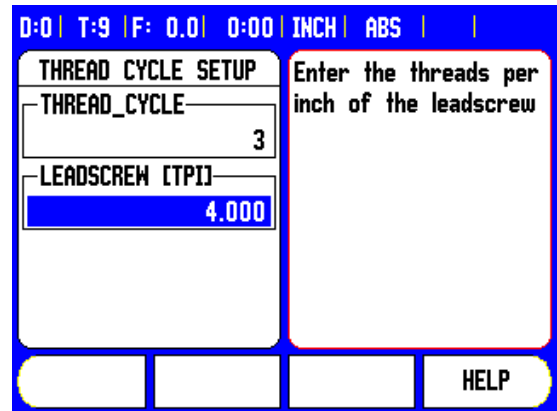 D:0| T:9 |F: 0.0| 0:00|INCH| ABS | |
THREAD CYCLE SETUP
THREAD_CYCLE
3
LEADSCREW [TPI]
4.000
Enter the threads per
inch of the leadscrew
HELP